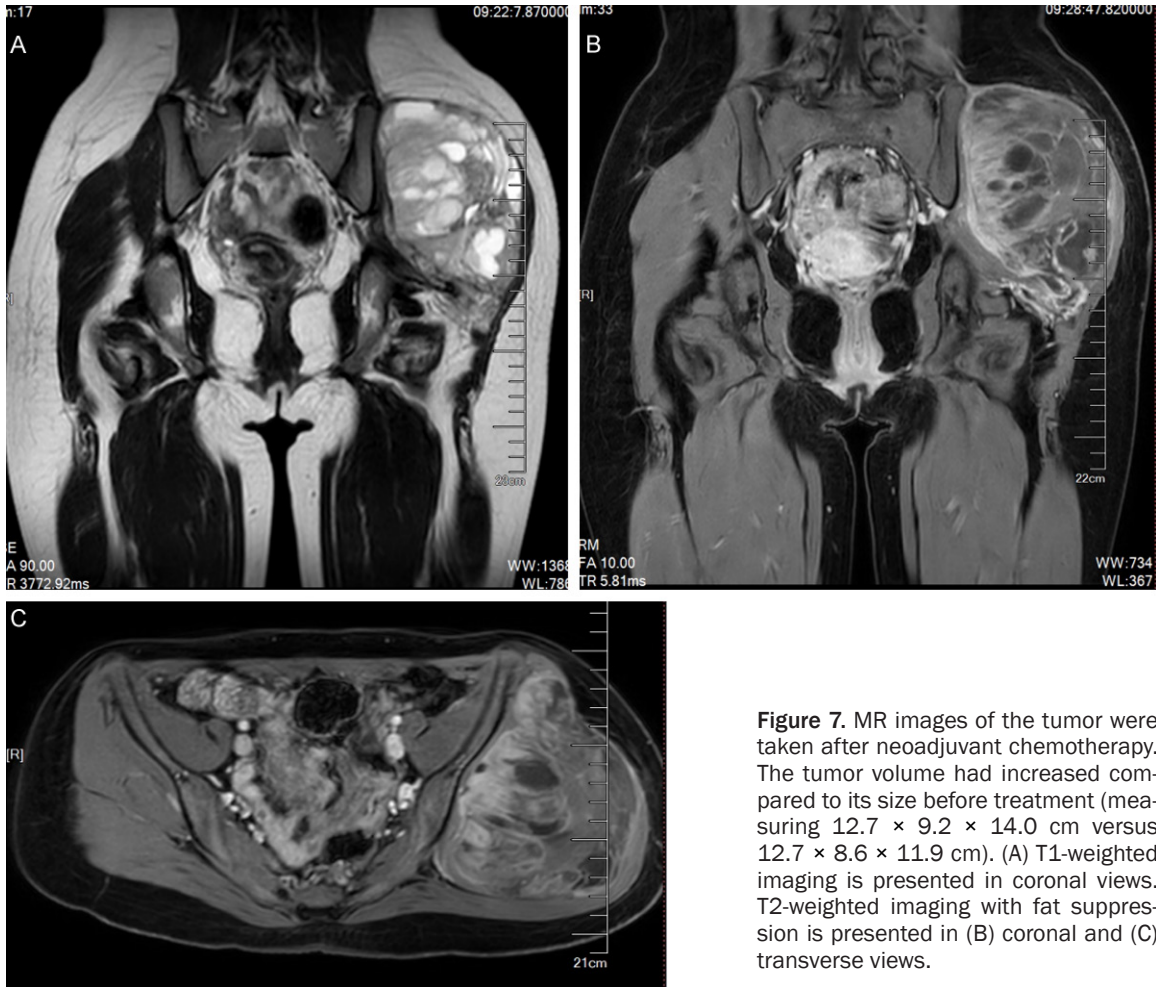 m:17
09:22:7.870000
A
[R]
28cm
SE
A 90.00
R 3772.92ms
WW:1368
WL:786
m:33
09:28:47.820000
B
[R]
22cm
RM
FA 10.00
TR 5.81ms
WW:734
WL:367
C
[R]
21cm
Figure 7. MR images of the tumor were
taken after neoadjuvant chemotherapy.
The tumor volume had increased com-
pared to its size before treatment (mea-
suring 12.7 × 9.2 × 14.0 cm versus
12.7 × 8.6 × 11.9 cm). (A) T1-weighted
imaging is presented in coronal views.
T2-weighted imaging with fat suppres-
sion is presented in (B) coronal and (C)
transverse views.